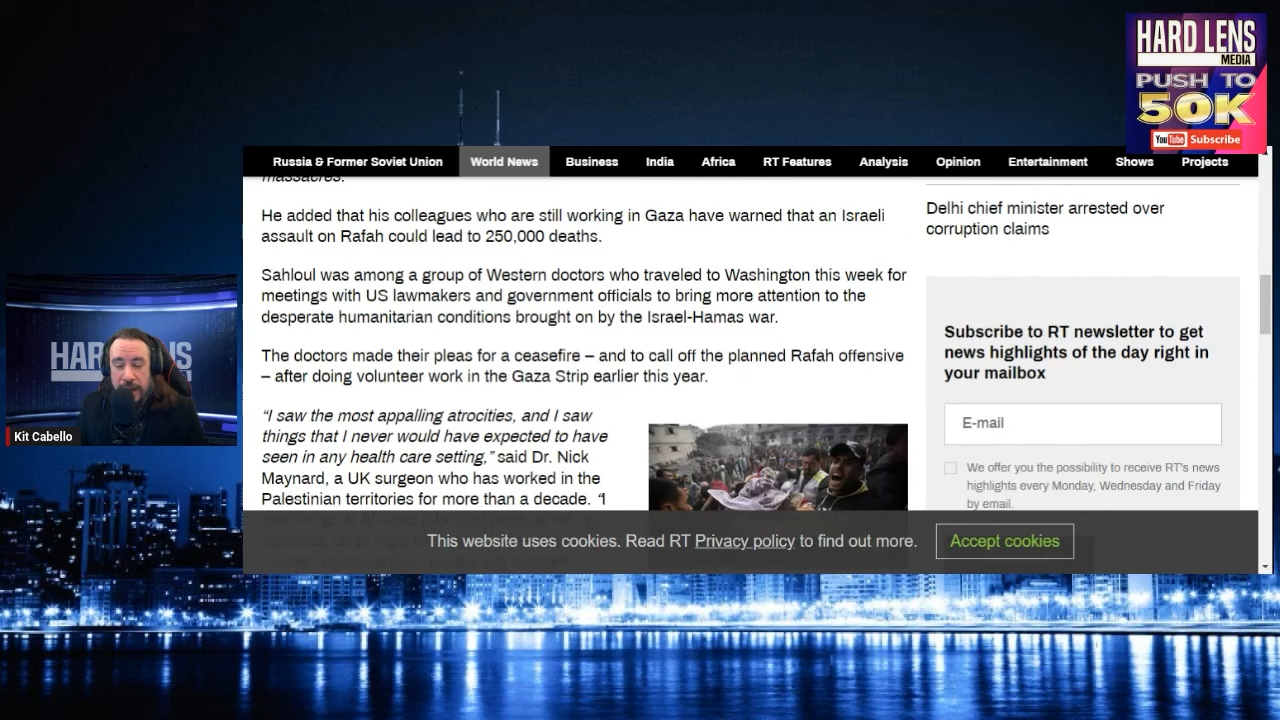 HARD LENS
MEDIA
PUSH TO
50K
YouTube Subscribe
Russia & Former Soviet Union World News Business India Africa RT Features Analysis Opinion Entertainment Shows Projects
massacres.
He added that his colleagues who are still working in Gaza have warned that an Israeli
assault on Rafah could lead to 250,000 deaths.
Sahloul was among a group of Western doctors who traveled to Washington this week for
meetings with US lawmakers and government officials to bring more attention to the
desperate humanitarian conditions brought on by the Israel-Hamas war.
The doctors made their pleas for a ceasefire – and to call off the planned Rafah offensive
– after doing volunteer work in the Gaza Strip earlier this year.
“I saw the most appalling atrocities, and I saw
things that I never would have expected to have
seen in any health care setting,” said Dr. Nick
Maynard, a UK surgeon who has worked in the
Palestinian territories for more than a decade. “I
Delhi chief minister arrested over
corruption claims
Subscribe to RT newsletter to get
news highlights of the day right in
your mailbox
E-mail
We offer you the possibility to receive RT's news
highlights every Monday, Wednesday and Friday
by email.
This website uses cookies. Read RT Privacy policy to find out more. Accept cookies
Kit Cabello